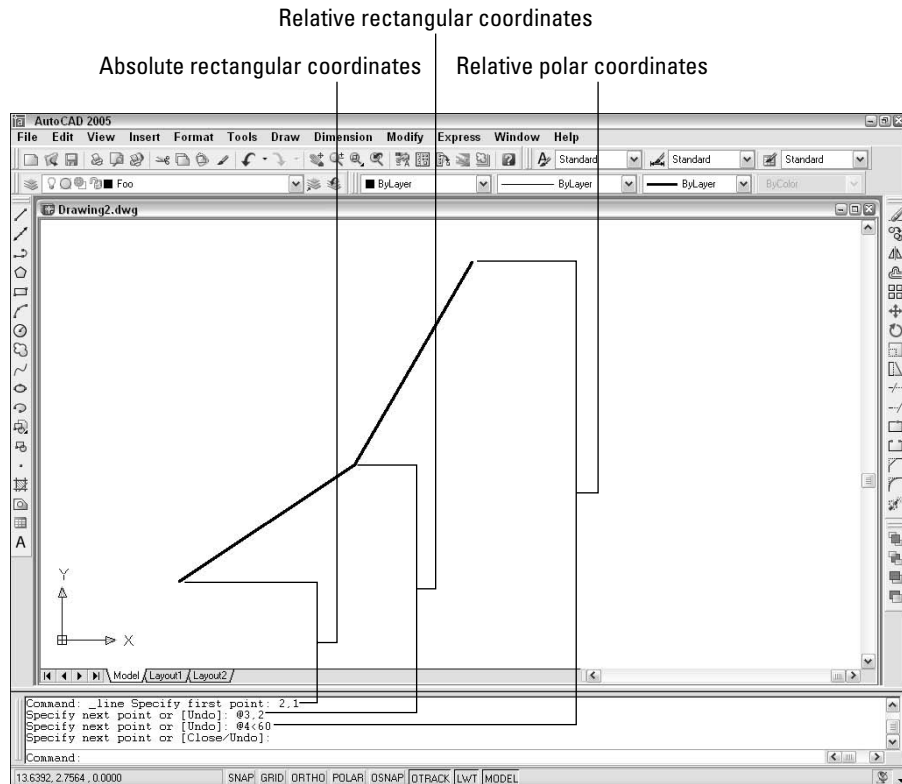 Relative rectangular coordinates
Absolute rectangular coordinates
Relative polar coordinates
AutoCAD 2005
File Edit View Insert Format Tools Draw Dimension Modify Express Window Help
Standard Standard Standard
Foo ByLayer ByLayer ByLayer ByColor
Drawing2.dwg
A
Y
X
Model Layout1 Layout2
Command: _line Specify first point: 2,1
Specify next point or [Undo]: @3,2
Specify next point or [Undo]: @4<60
Specify next point or [Close/Undo]:
Command:
13.6392, 2.7564 , 0.0000 SNAP GRID ORTHO POLAR OSNAP OTRACK LWT MODEL